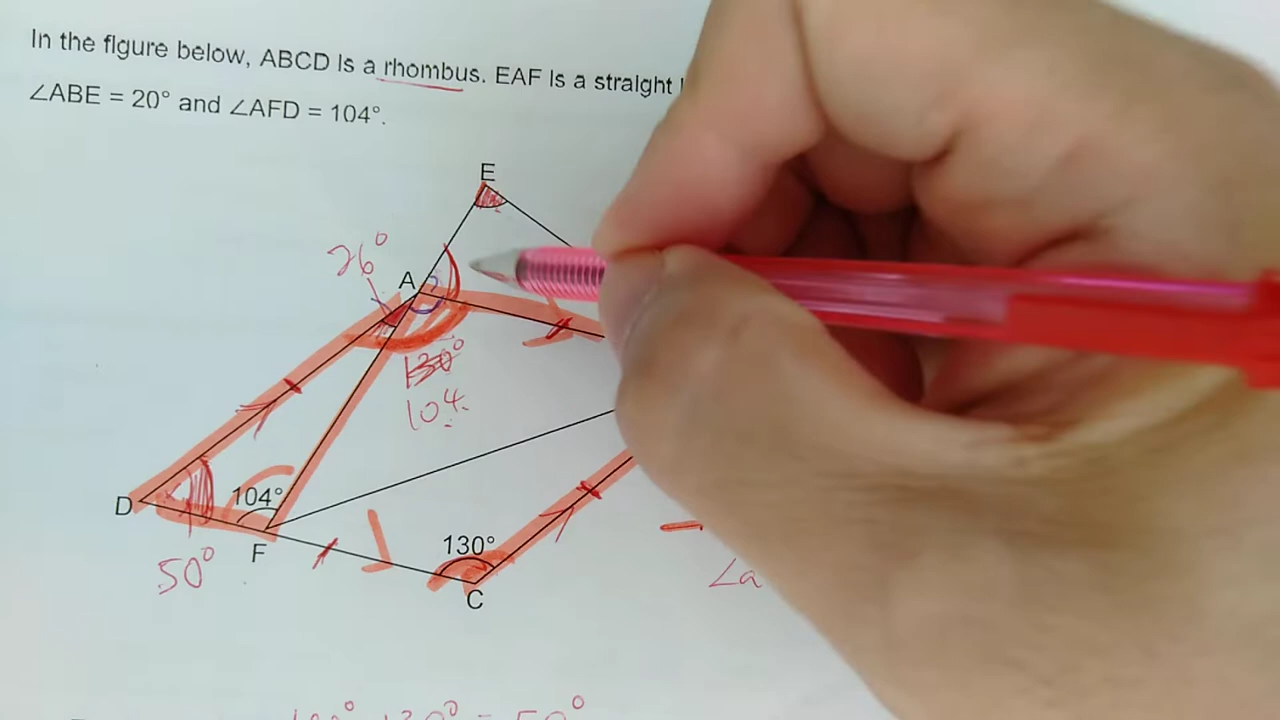 In the figure below, ABCD is a rhombus. EAF is a straight
∠ABE = 20° and ∠AFD = 104°.
E
26°
A
130°
104.
D
104°
F
50°
130°
C
∠a
= 50°